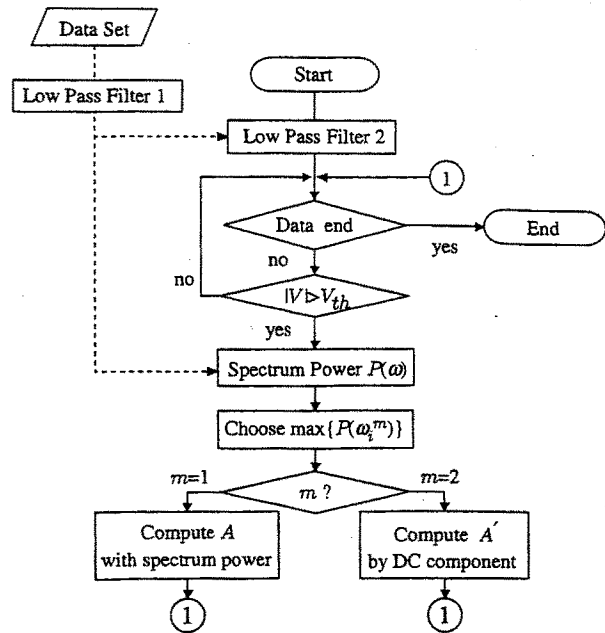 Data Set
Low Pass Filter 1
Start
Low Pass Filter 2
1
Data end
End
yes
no
no
|V|>V_th
yes
Spectrum Power P(ω)
Choose max{P(ω_i^m)}
m=1
m ?
m=2
Compute A
with spectrum power
Compute A′
by DC component
1
1